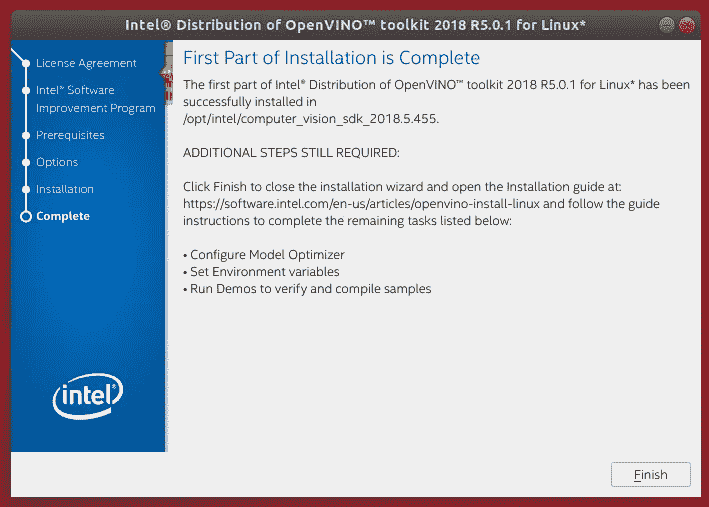 Intel® Distribution of OpenVINO™ toolkit 2018 R5.0.1 for Linux*
License Agreement
Intel® Software
Improvement Program
Prerequisites
Options
Installation
Complete
intel®
First Part of Installation is Complete
The first part of Intel® Distribution of OpenVINO™ toolkit 2018 R5.0.1 for Linux* has been
successfully installed in
/opt/intel/computer_vision_sdk_2018.5.455.
ADDITIONAL STEPS STILL REQUIRED:
Click Finish to close the installation wizard and open the Installation guide at:
https://software.intel.com/en-us/articles/openvino-install-linux and follow the guide
instructions to complete the remaining tasks listed below:
• Configure Model Optimizer
• Set Environment variables
• Run Demos to verify and compile samples
Finish